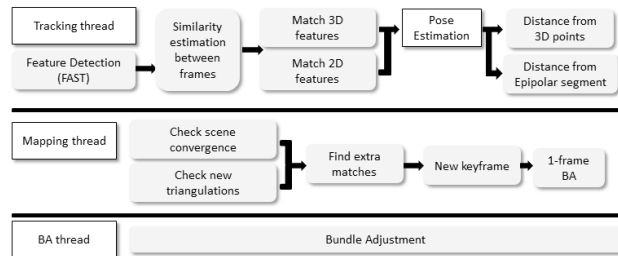 Tracking thread
Feature Detection
(FAST)
Similarity
estimation
between
frames
Match 3D
features
Match 2D
features
Pose
Estimation
Distance from
3D points
Distance from
Epipolar segment
Mapping thread
Check scene
convergence
Check new
triangulations
Find extra
matches
New keyframe
1-frame
BA
BA thread
Bundle Adjustment